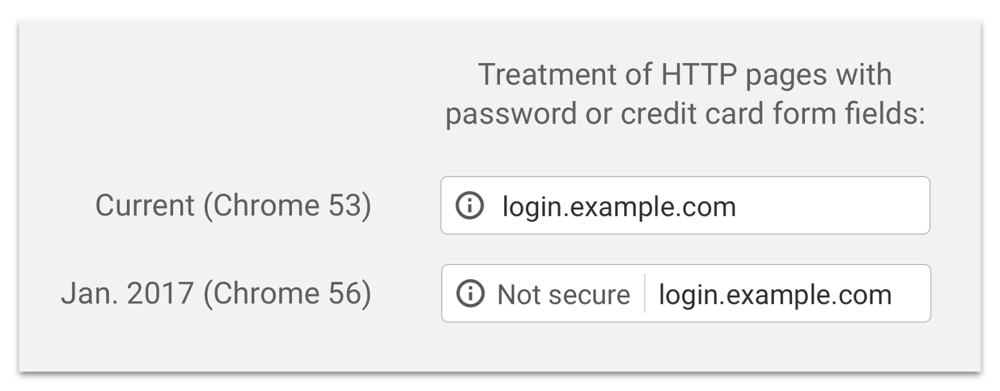 Treatment of HTTP pages with
password or credit card form fields:
Current (Chrome 53)
login.example.com
Jan. 2017 (Chrome 56)
Not secure
login.example.com